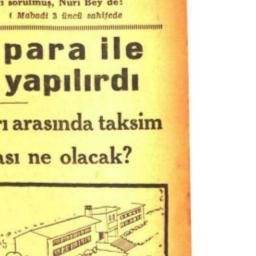 sorulmuş, Nuri Bey de:
( Mabadi 3 üncü sahifede
para ile
yapılırdı
rı arasında taksim
ası ne olacak?